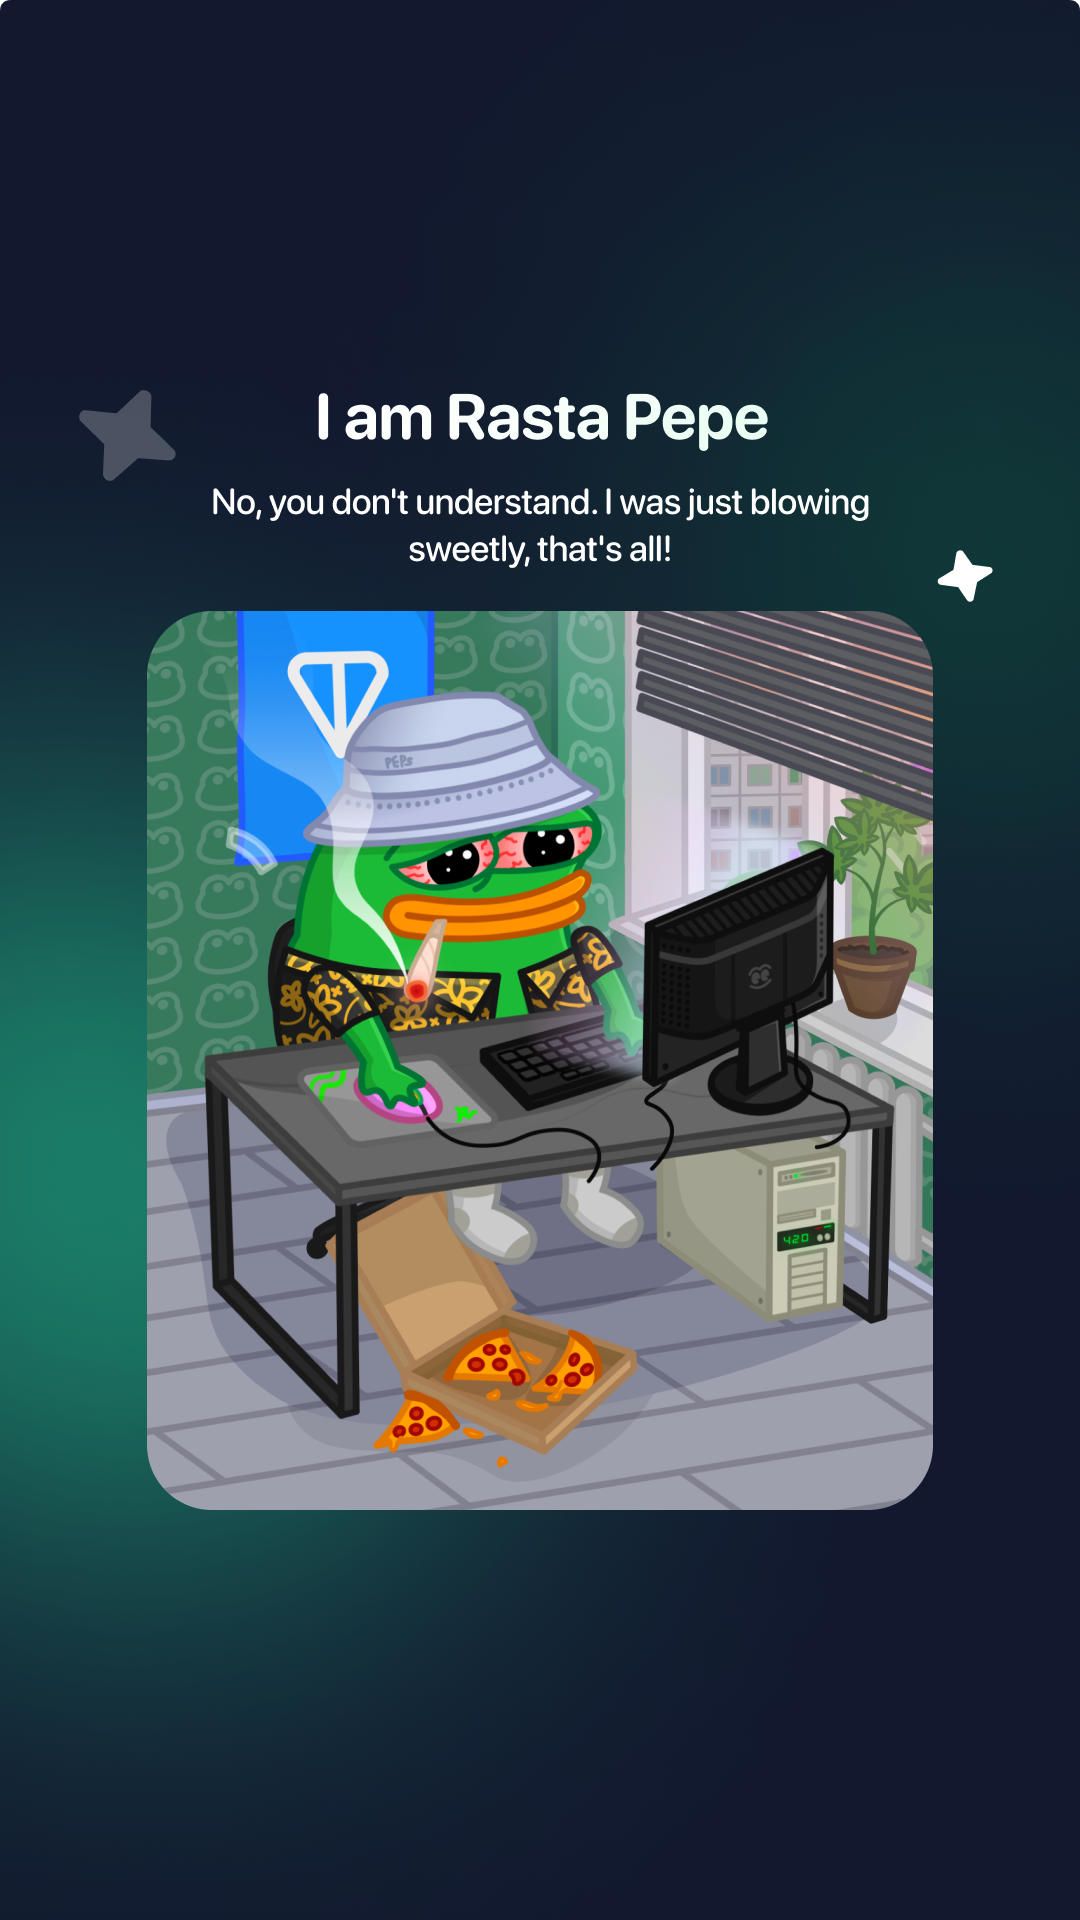 I am Rasta Pepe
No, you don't understand. I was just blowing
sweetly, that's all!
PEPs
420